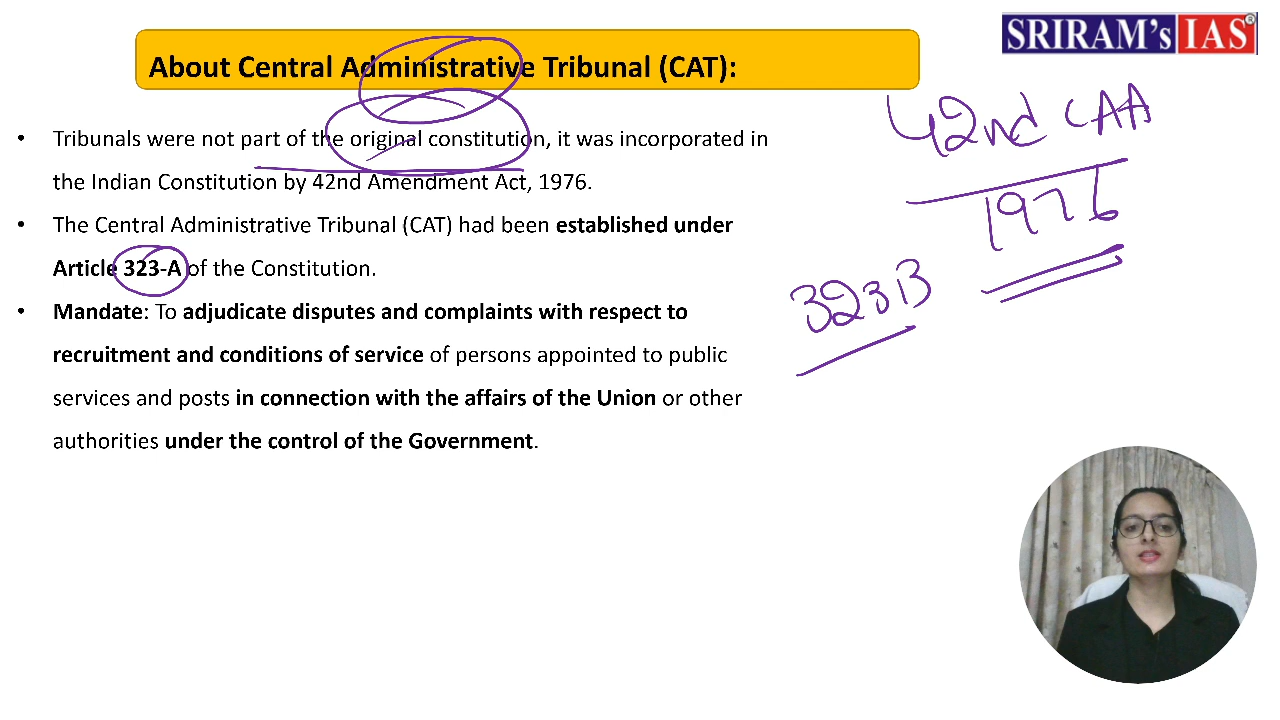 SRIRAM's IAS®
About Central Administrative Tribunal (CAT):
• Tribunals were not part of the original constitution, it was incorporated in
the Indian Constitution by 42nd Amendment Act, 1976.
• The Central Administrative Tribunal (CAT) had been established under
Article 323-A of the Constitution.
• Mandate: To adjudicate disputes and complaints with respect to
recruitment and conditions of service of persons appointed to public
services and posts in connection with the affairs of the Union or other
authorities under the control of the Government.
42nd CAA
1976
323B